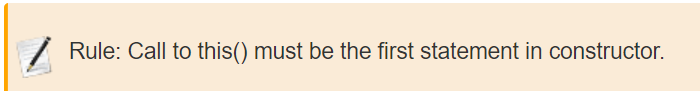 Rule: Call to this() must be the first statement in constructor.